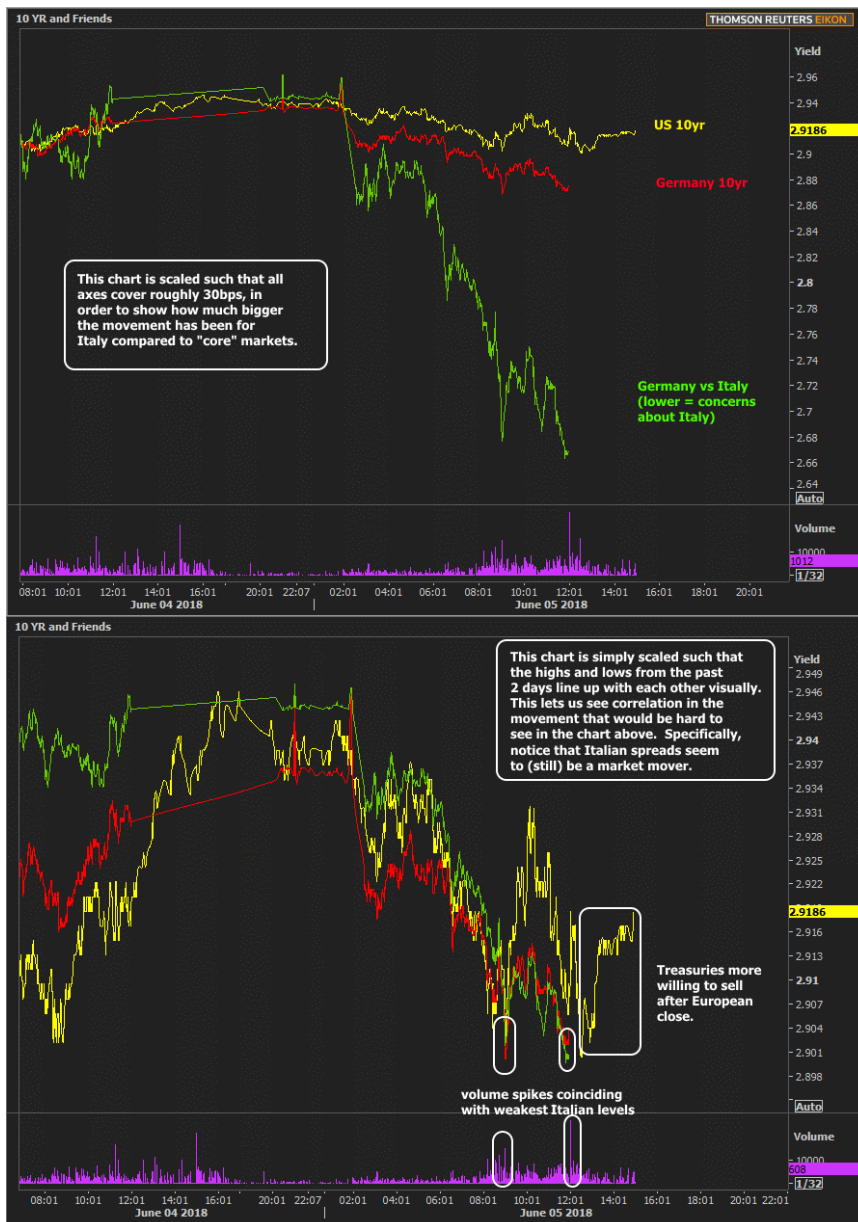 10 YR and Friends
THOMSON REUTERS EIKON
Yield
2.96
2.94
US 10yr
2.9186
2.9
Germany 10yr
2.88
2.86
2.84
2.82
This chart is scaled such that all
axes cover roughly 30bps, in
order to show how much bigger
the movement has been for
Italy compared to "core" markets.
2.8
2.78
2.76
2.74
2.72
Germany vs Italy
(lower = concerns
about Italy)
2.7
2.68
2.66
2.64
Auto
Volume
10000
1012
1/32
08:01 10:01 12:01 14:01 16:01 20:01 22:07 02:01 04:01 06:01 08:01 10:01 12:01 14:01 16:01 18:01 20:01
June 04 2018 June 05 2018
10 YR and Friends
This chart is simply scaled such that
the highs and lows from the past
2 days line up with each other visually.
This lets us see correlation in the
movement that would be hard to
see in the chart above. Specifically,
notice that Italian spreads seem
to (still) be a market mover.
Yield
2.949
2.946
2.943
2.94
2.937
2.934
2.931
2.928
2.925
2.922
2.9186
2.916
2.913
2.91
2.907
2.904
2.901
2.898
Treasuries more
willing to sell
after European
close.
Auto
volume spikes coinciding
with weakest Italian levels
Volume
10000
608
1/32
08:01 10:01 12:01 14:01 16:01 20:01 22:07 02:01 04:01 06:01 08:01 10:01 12:01 14:01 16:01 18:01 20:01 22:01
June 04 2018 June 05 2018